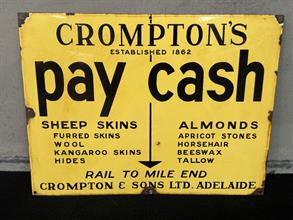 CROMPTON'S
ESTABLISHED 1862
pay cash
SHEEP SKINS
FURRED SKINS
WOOL
KANGAROO SKINS
HIDES
ALMONDS
APRICOT STONES
HORSEHAIR
BEESWAX
TALLOW
RAIL TO MILE END
CROMPTON & SONS LTD. ADELAIDE